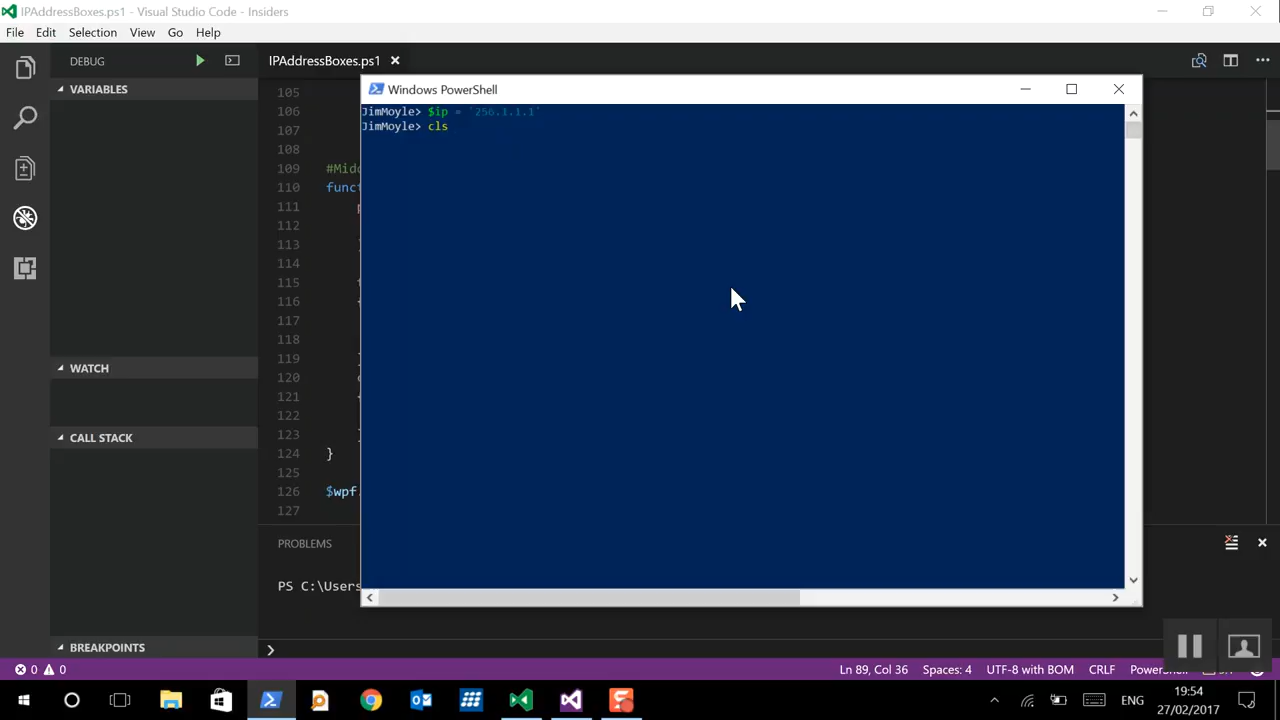 IPAddressBoxes.ps1 - Visual Studio Code - Insiders
File Edit Selection View Go Help
DEBUG
IPAddressBoxes.ps1
VARIABLES
Windows PowerShell
JimMoyle> $ip = '256.1.1.1'
JimMoyle> cls
105
106
107
108
109 #Midd
110 funct
111
112
113
114
115
116 {
117
118
119
120
121 {
122
123
124 }
125
126 $wpf.
127
WATCH
CALL STACK
PROBLEMS
PS C:\Users
BREAKPOINTS
>
0 0
Ln 89, Col 36 Spaces: 4 UTF-8 with BOM CRLF PowerS
ENG
19:54
27/02/2017